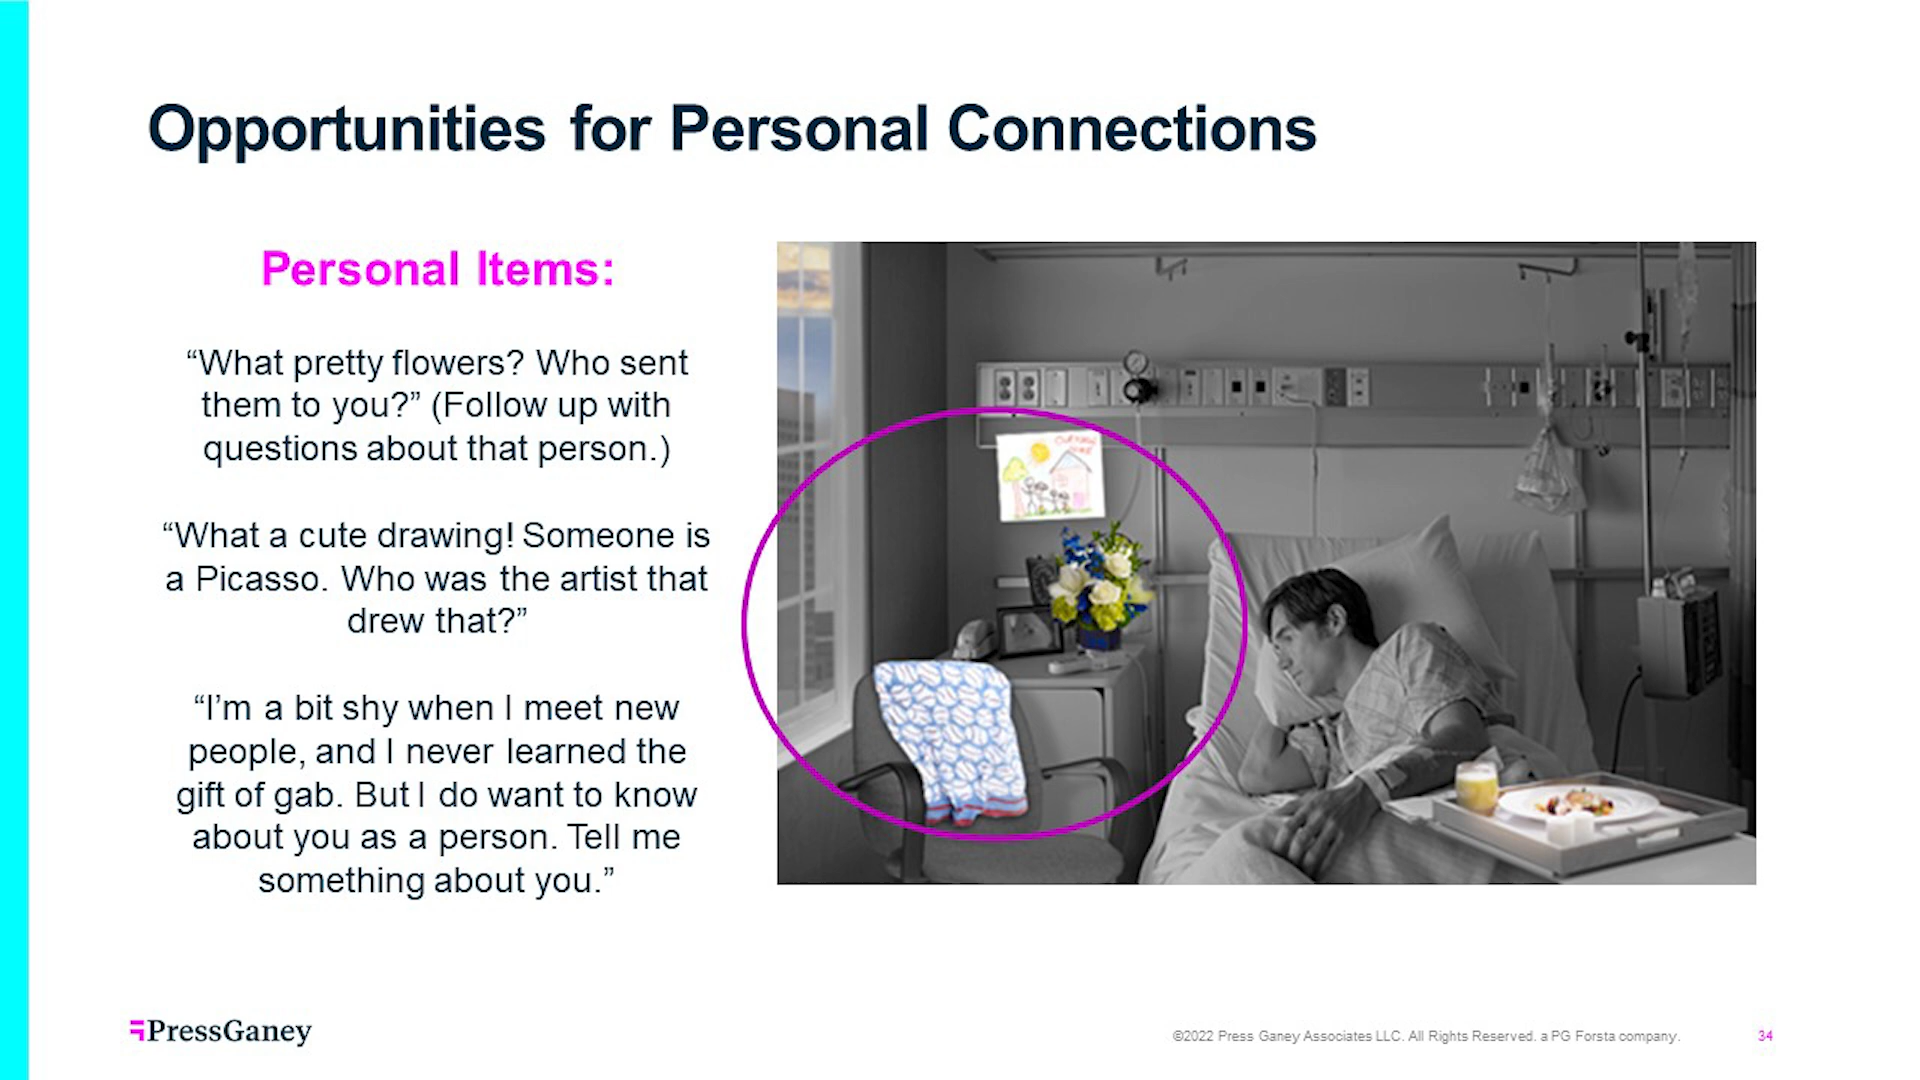 Opportunities for Personal Connections
Personal Items:
“What pretty flowers? Who sent
them to you?” (Follow up with
questions about that person.)
“What a cute drawing! Someone is
a Picasso. Who was the artist that
drew that?”
“I’m a bit shy when I meet new
people, and I never learned the
gift of gab. But I do want to know
about you as a person. Tell me
something about you.”
PressGaney
©2022 Press Ganey Associates LLC. All Rights Reserved. a PG Forsta company.
34